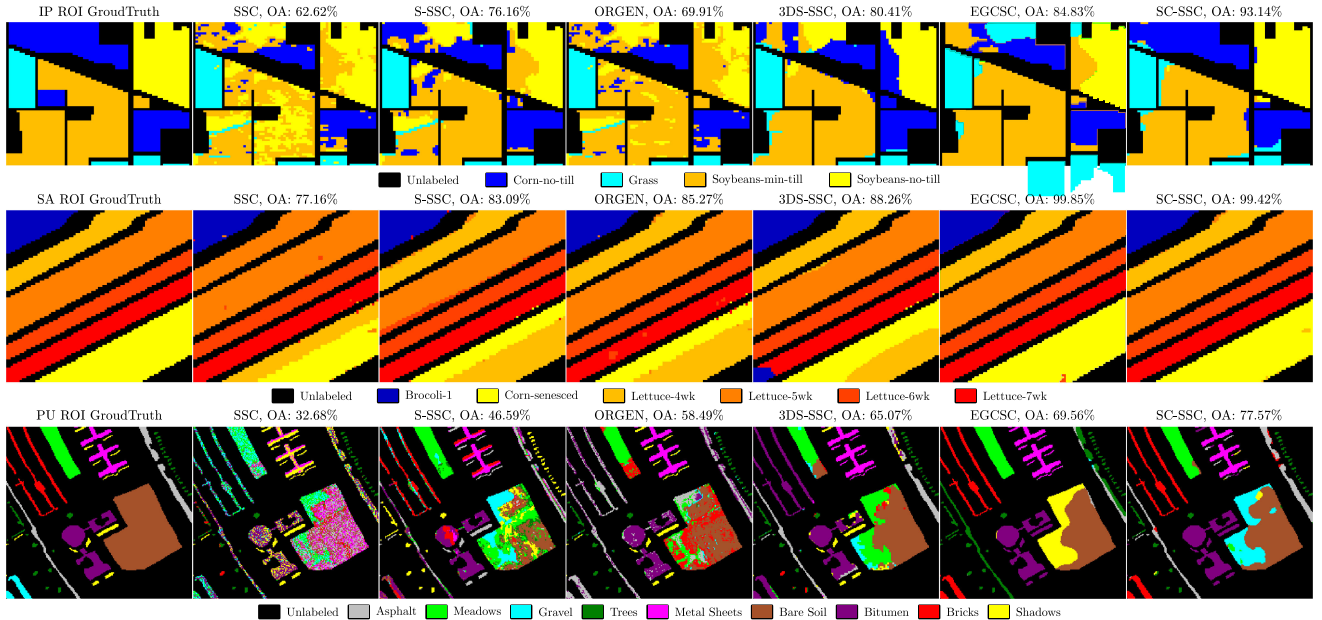 IP ROI GroudTruth SSC, OA: 62.62% S-SSC, OA: 76.16% ORGEN, OA: 69.91% 3DS-SSC, OA: 80.41% EGCSC, OA: 84.83% SC-SSC, OA: 93.14%
Unlabeled Corn-no-till Grass Soybeans-min-till Soybeans-no-till
SA ROI GroudTruth SSC, OA: 77.16% S-SSC, OA: 83.09% ORGEN, OA: 85.27% 3DS-SSC, OA: 88.26% EGCSC, OA: 99.85% SC-SSC, OA: 99.42%
Unlabeled Brocoli-1 Corn-senesced Lettuce-4wk Lettuce-5wk Lettuce-6wk Lettuce-7wk
PU ROI GroudTruth SSC, OA: 32.68% S-SSC, OA: 46.59% ORGEN, OA: 58.49% 3DS-SSC, OA: 65.07% EGCSC, OA: 69.56% SC-SSC, OA: 77.57%
Unlabeled Asphalt Meadows Gravel Trees Metal Sheets Bare Soil Bitumen Bricks Shadows